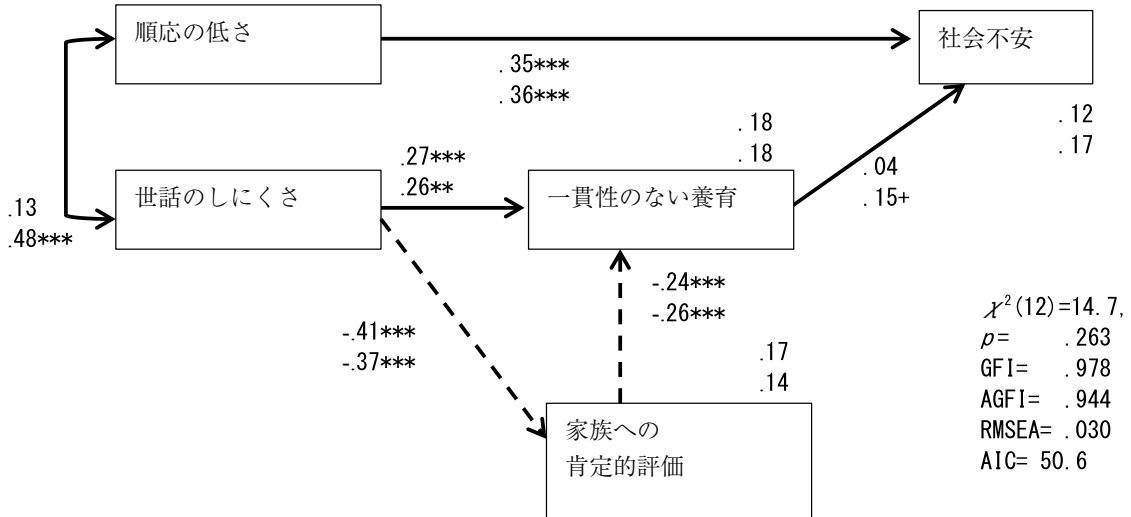 順応の低さ
社会不安
.35***
.36***
.12
.17
.18
.18
.27***
.26**
世話のしにくさ
一貫性のない養育
.04
.15+
.13
.48***
-.24***
-.26***
-.41***
-.37***
.17
.14
家族への
肯定的評価
χ²(12)=14.7,
p= .263
GFI= .978
AGFI= .944
RMSEA= .030
AIC= 50.6